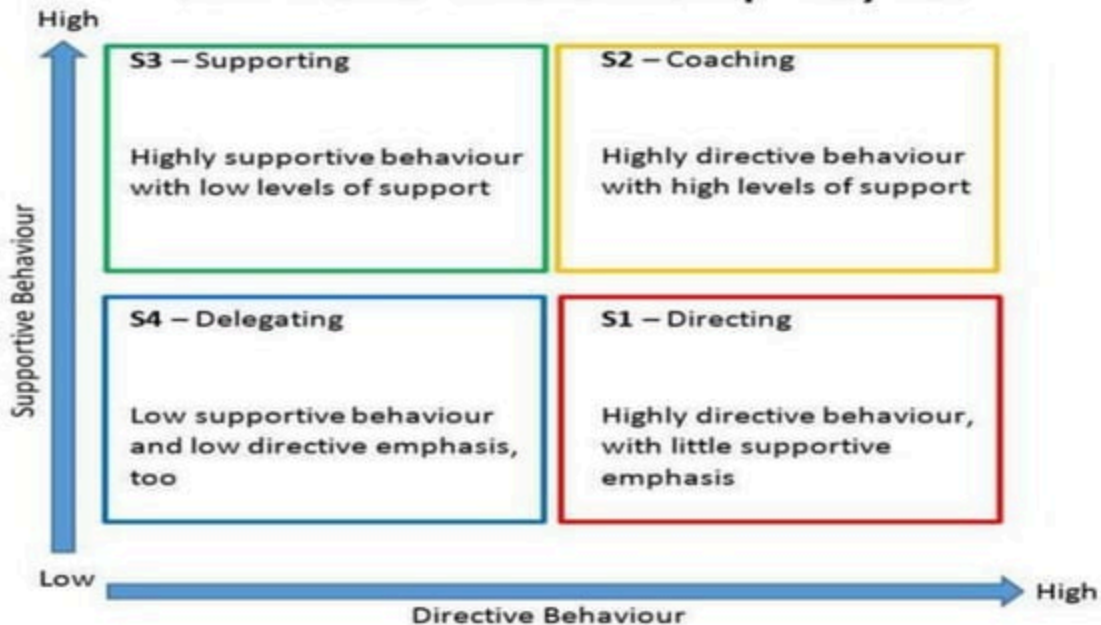 High
S3 – Supporting
Highly supportive behaviour
with low levels of support
S2 – Coaching
Highly directive behaviour
with high levels of support
Supportive Behaviour
S4 – Delegating
Low supportive behaviour
and low directive emphasis,
too
S1 – Directing
Highly directive behaviour,
with little supportive
emphasis
Low
High
Directive Behaviour